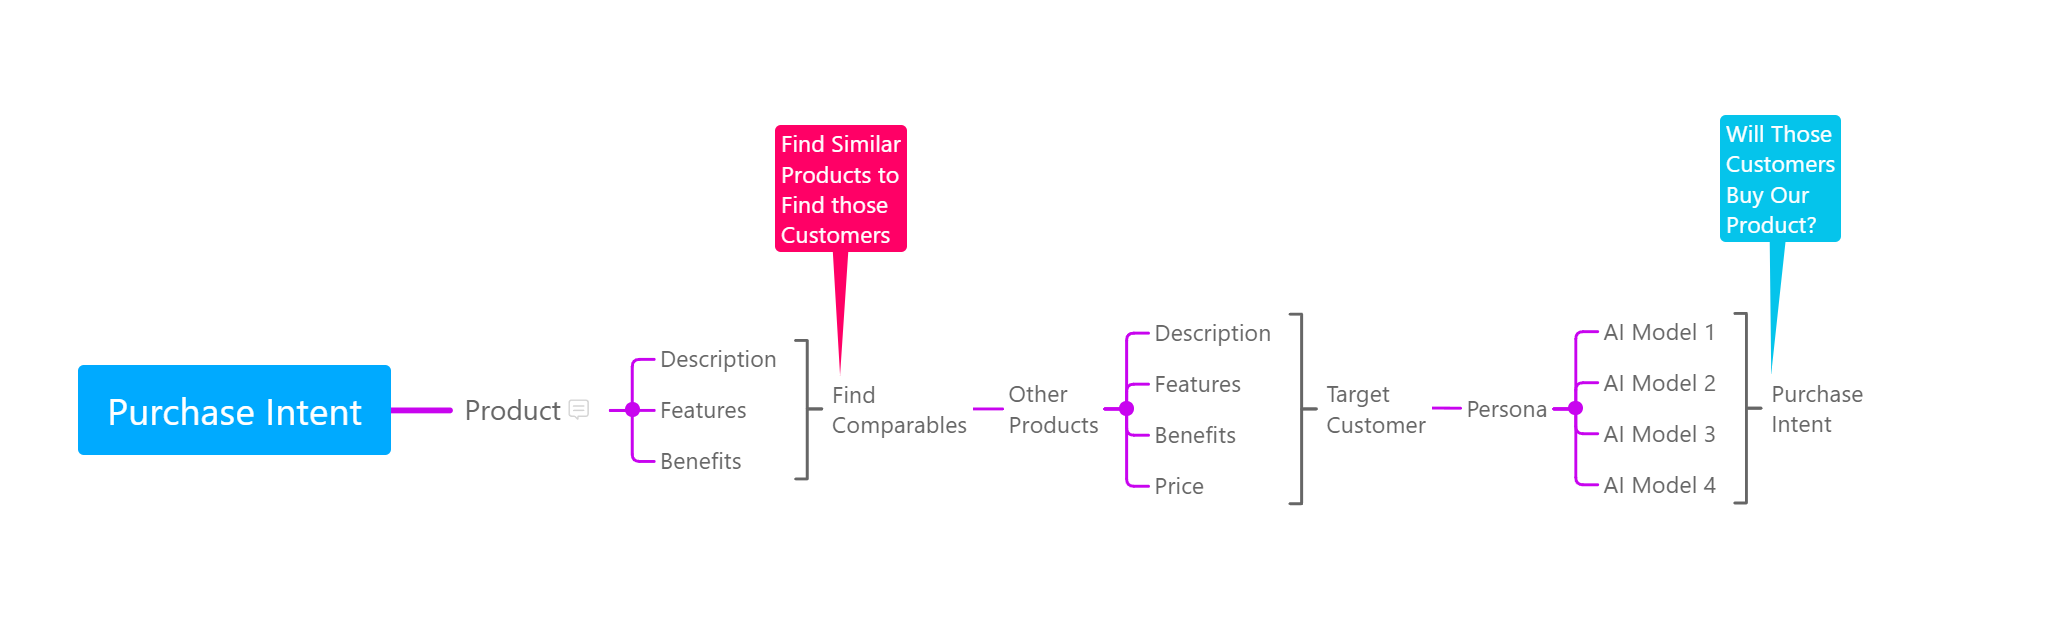 Purchase Intent
Product
Description
Features
Benefits
Find Similar
Products to
Find those
Customers
Find
Comparables
Other
Products
Description
Features
Benefits
Price
Target
Customer
Persona
AI Model 1
AI Model 2
AI Model 3
AI Model 4
Will Those
Customers
Buy Our
Product?
Purchase
Intent